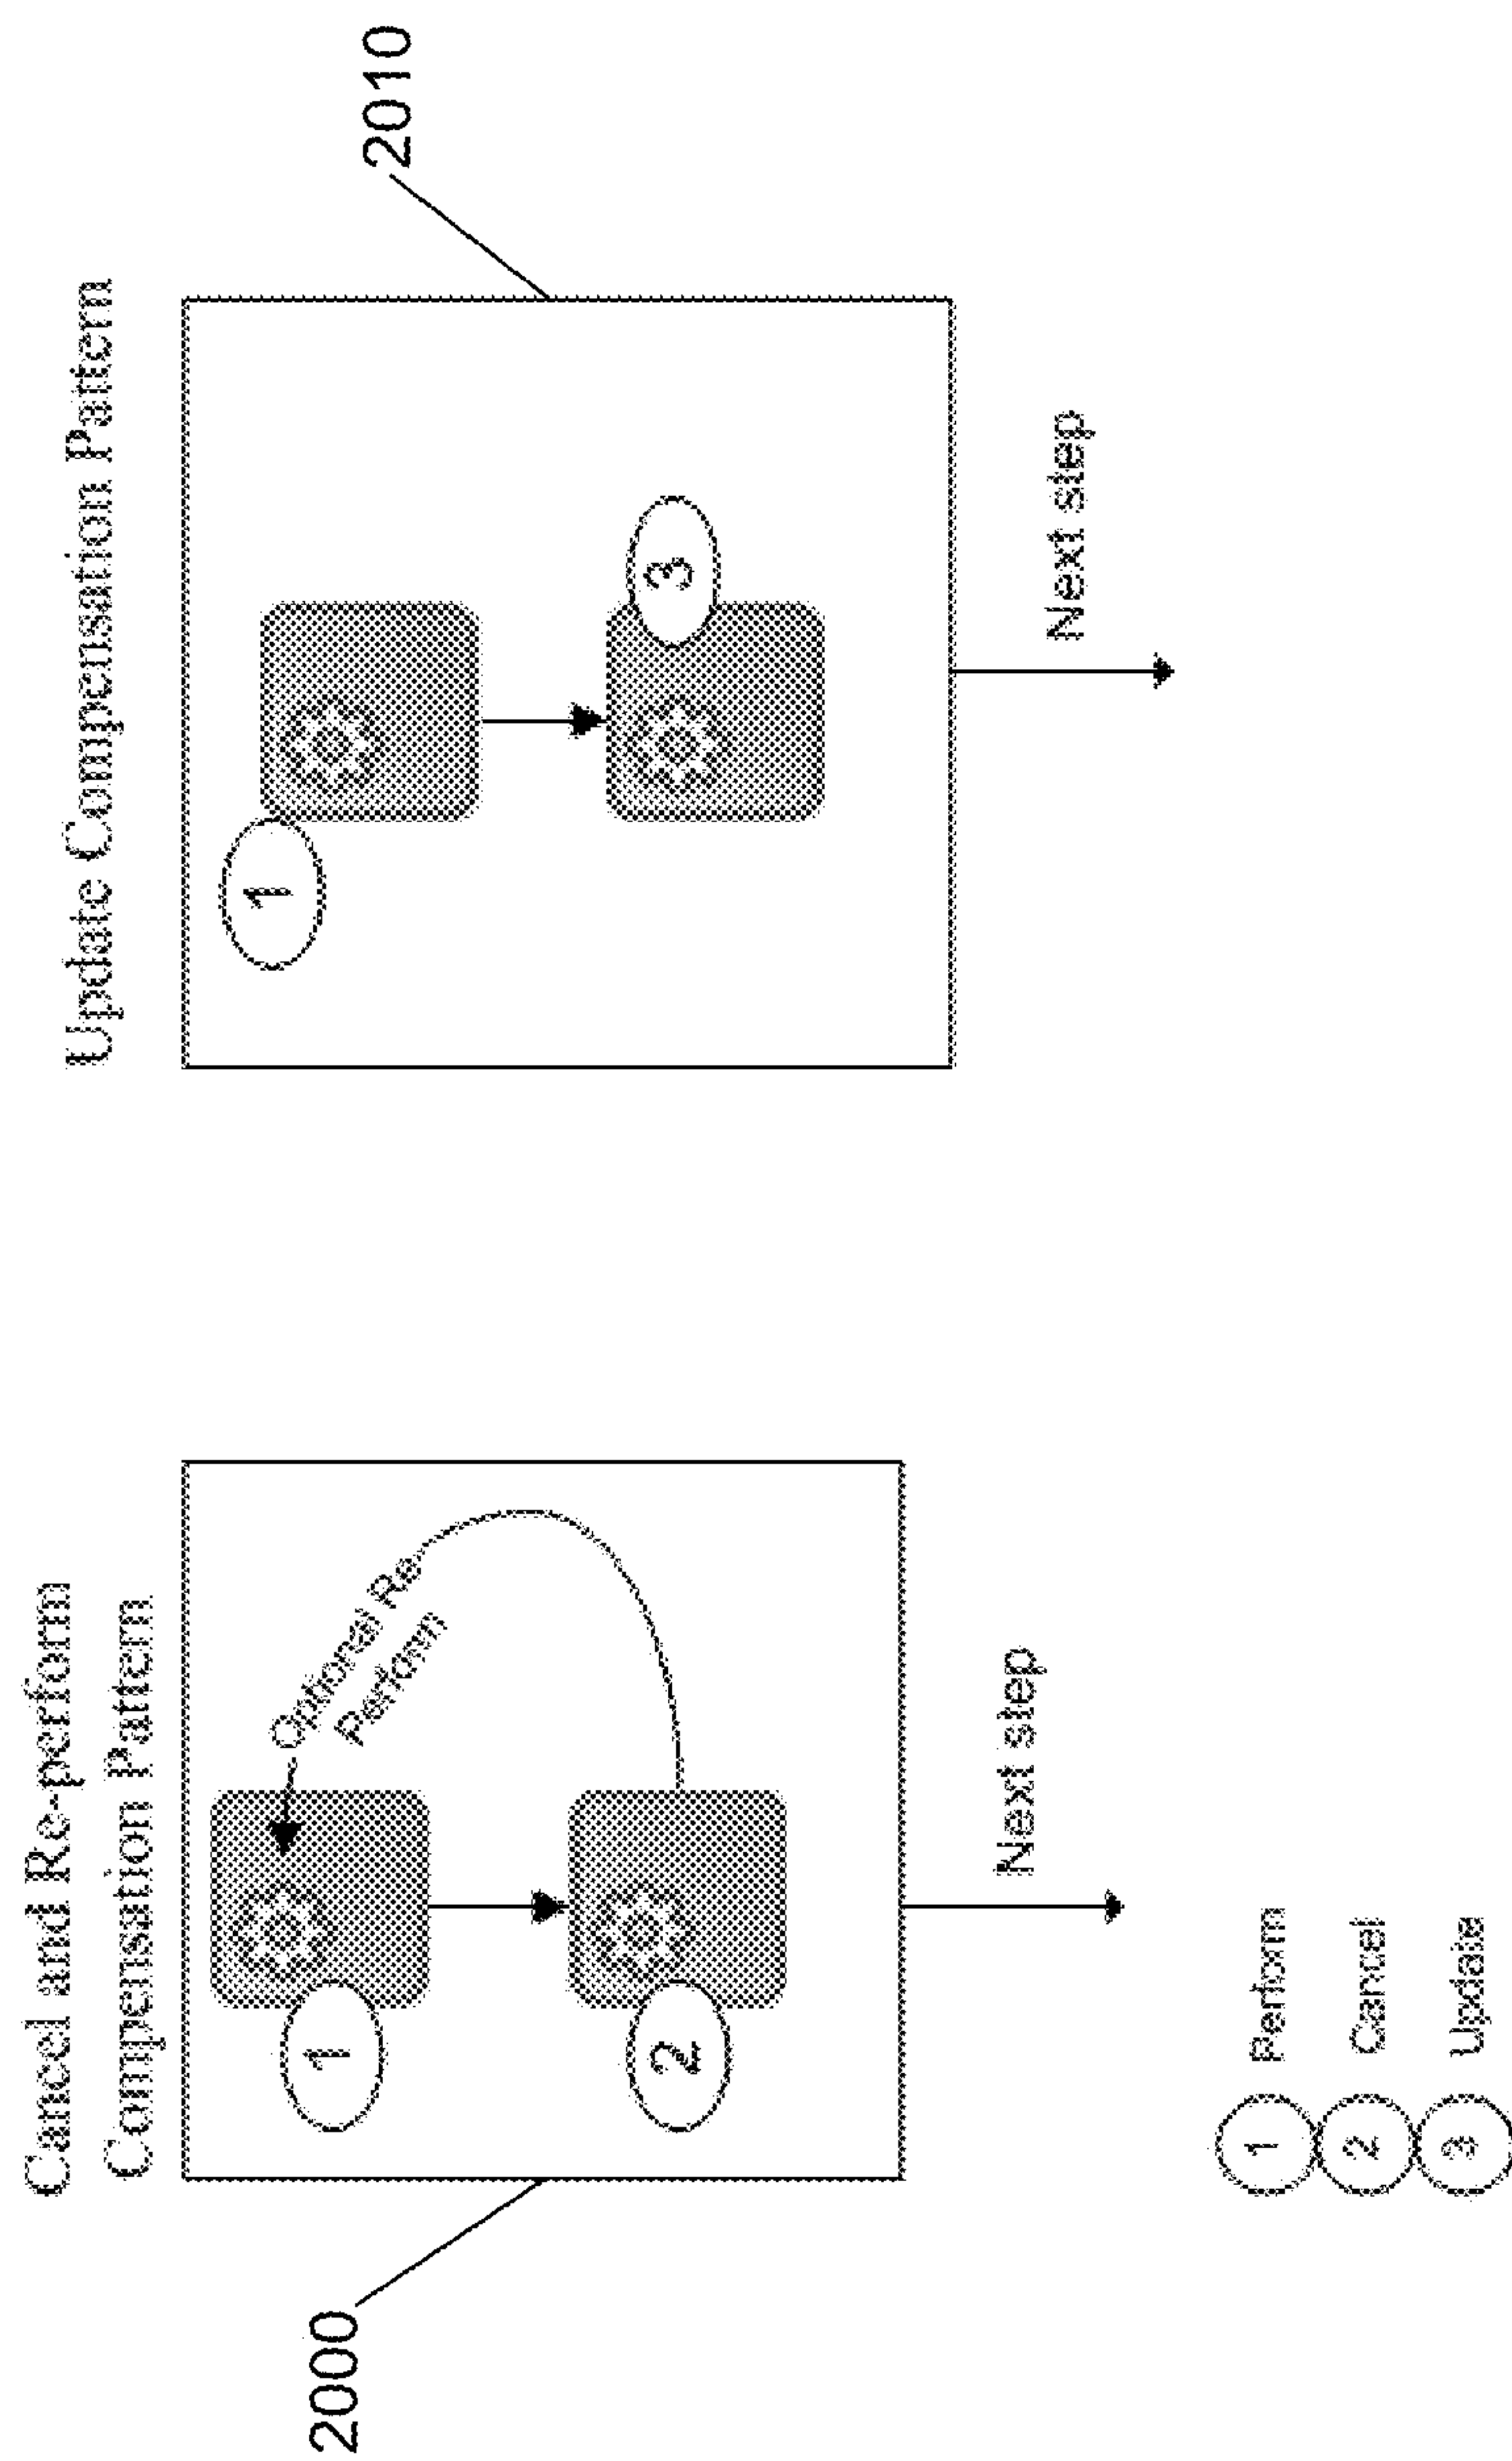 Cancel and Re-perform
Compensation Pattern
2000
1
Optional Re
Perform
2
Next step
Update Compensation Pattern
2010
1
3
Next step
1 Perform
2 Cancel
3 Update